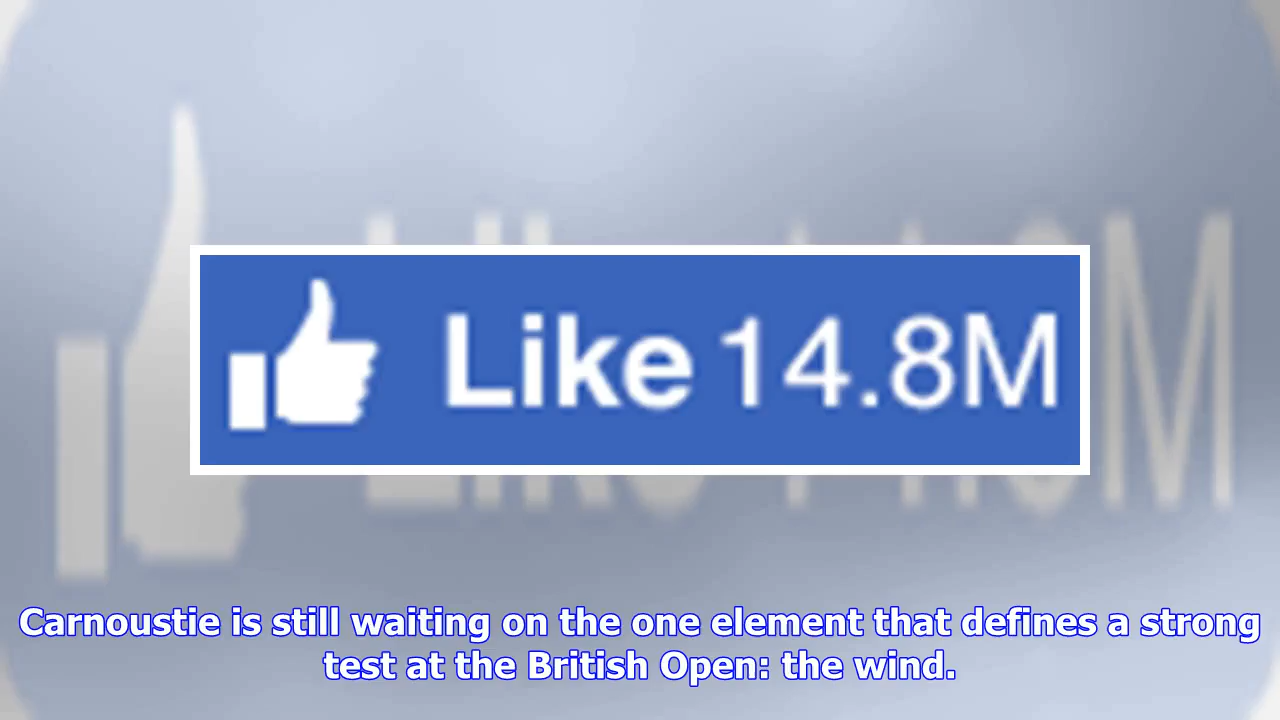 Like 14.8M
Carnoustie is still waiting on the one element that defines a strong
test at the British Open: the wind.